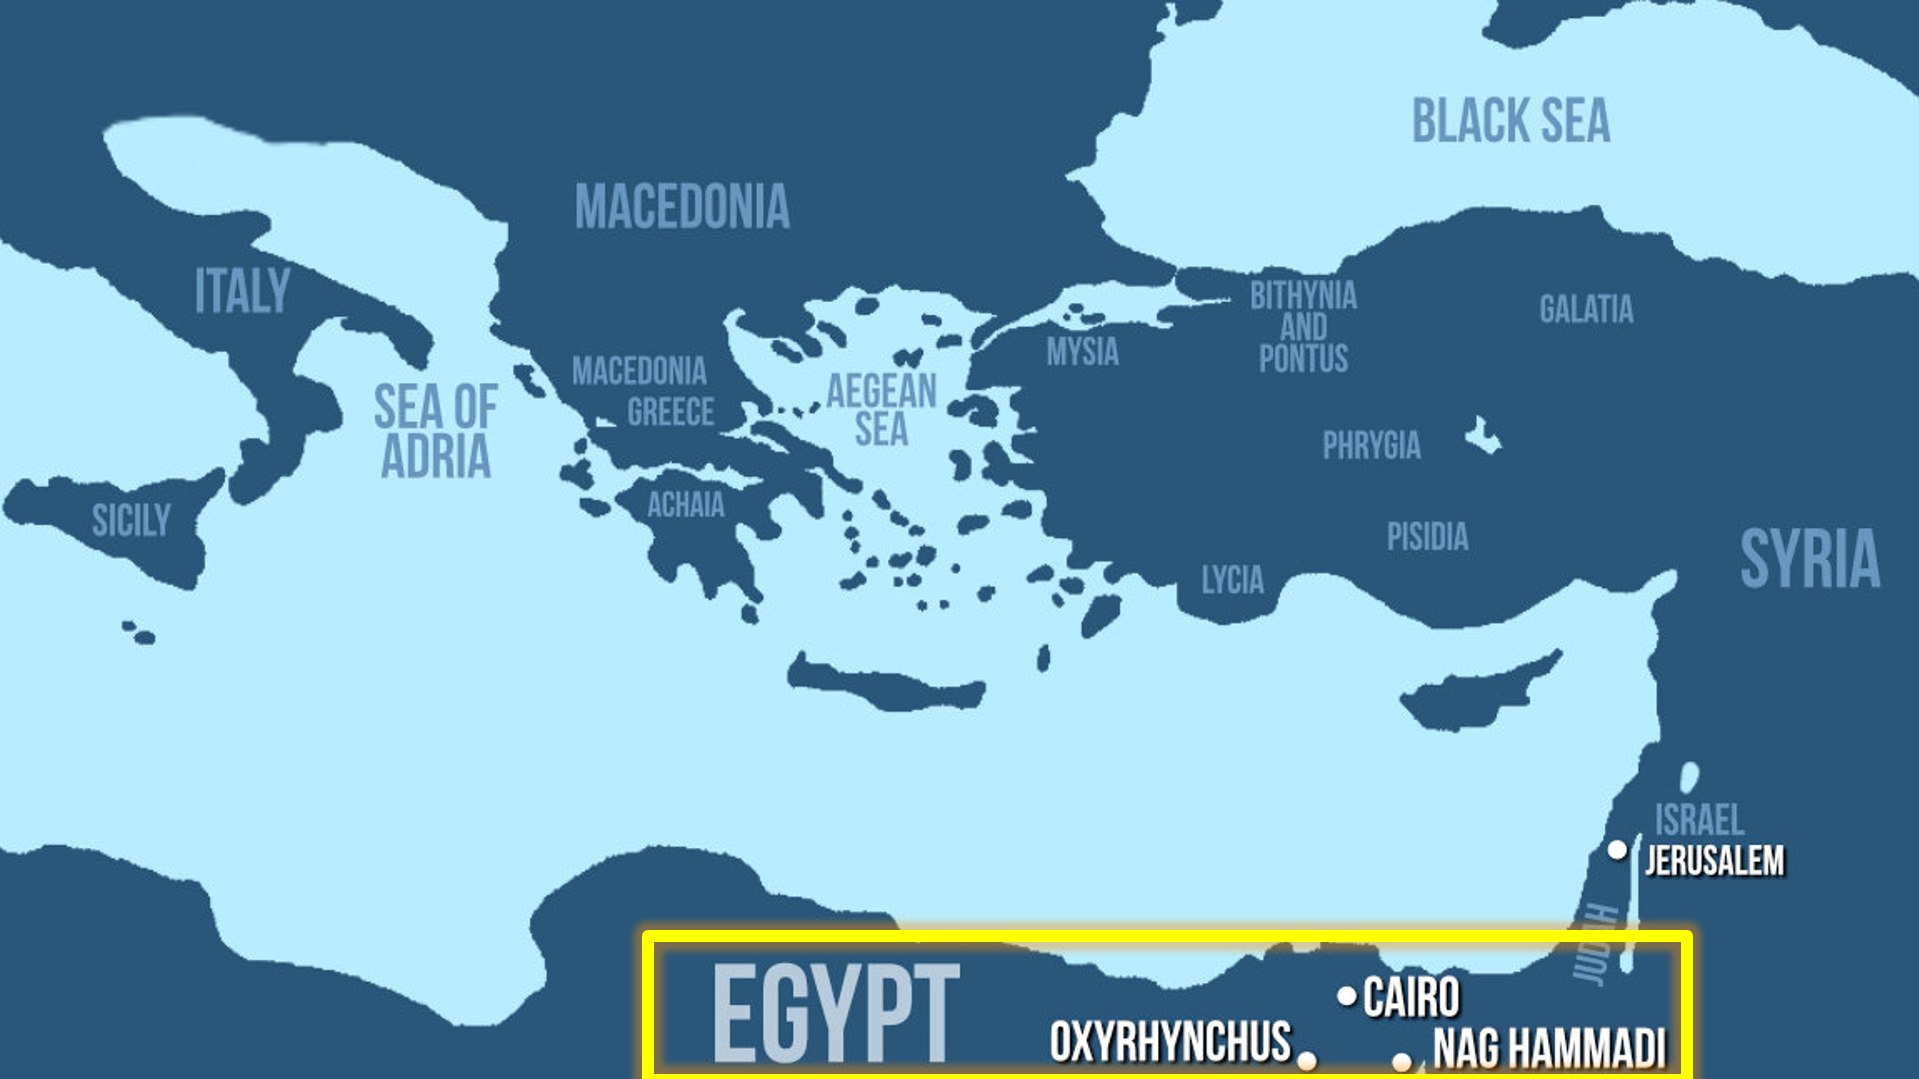 BLACK SEA
MACEDONIA
ITALY
BITHYNIA
AND
PONTUS
GALATIA
MYSIA
MACEDONIA
GREECE
AEGEAN
SEA
SEA OF
ADRIA
PHRYGIA
ACHAIA
SICILY
PISIDIA
SYRIA
LYCIA
ISRAEL
JERUSALEM
JUDAH
EGYPT
CAIRO
OXYRHYNCHUS
NAG HAMMADI